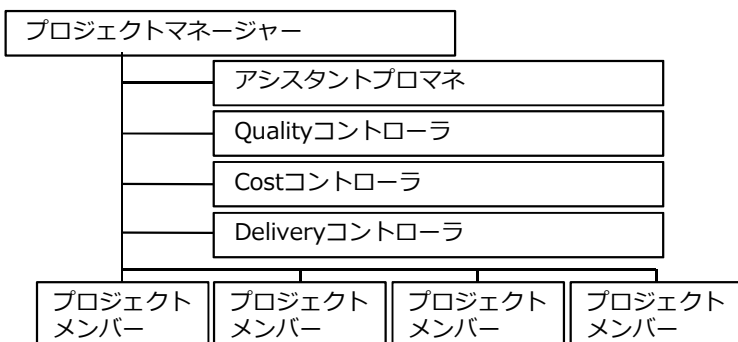 プロジェクトマネージャー
アシスタントプロマネ
Qualityコントローラ
Costコントローラ
Deliveryコントローラ
プロジェクト
メンバー
プロジェクト
メンバー
プロジェクト
メンバー
プロジェクト
メンバー